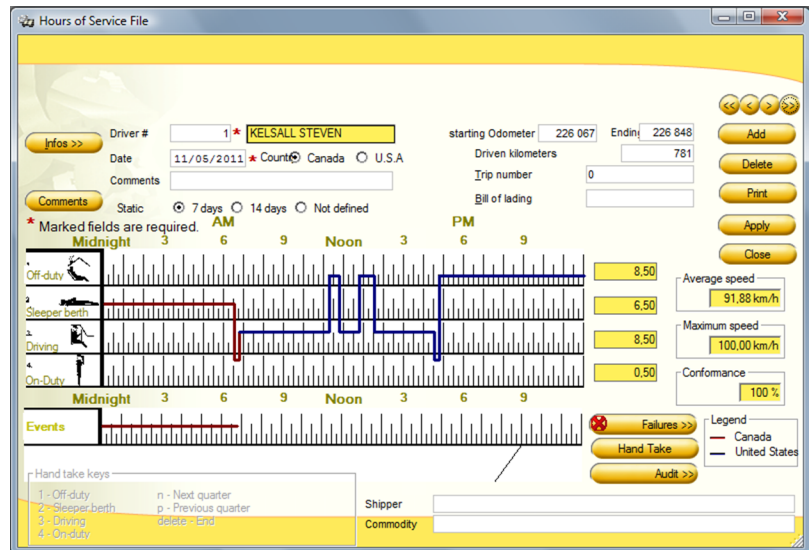 Hours of Service File
Infos >>
Driver # 1 * KELSALL STEVEN
starting Odometer 226 067 Ending 226 848
Add
Date 11/05/2011 * Country Canada U.S.A
Driven kilometers 781
Delete
Comments
Trip number 0
Print
Comments
Static 7 days 14 days Not defined
Bill of lading
* Marked fields are required.
Apply
AM PM
Midnight 3 6 9 Noon 3 6 9
Close
1. Off-duty 8,50
Average speed
91,88 km/h
Sleeper berth 6,50
Maximum speed
100,00 km/h
Driving 8,50
4. On-Duty 0,50
Conformance
100 %
Midnight 3 6 9 Noon 3 6 9
Events
Failures >>
Hand Take
Audit >>
Legend
Canada
United States
Hand take keys
1 - Off-duty n - Next quarter
2 - Sleeper berth p - Previous quarter
3 - Driving delete - End
4 - On-duty
Shipper
Commodity